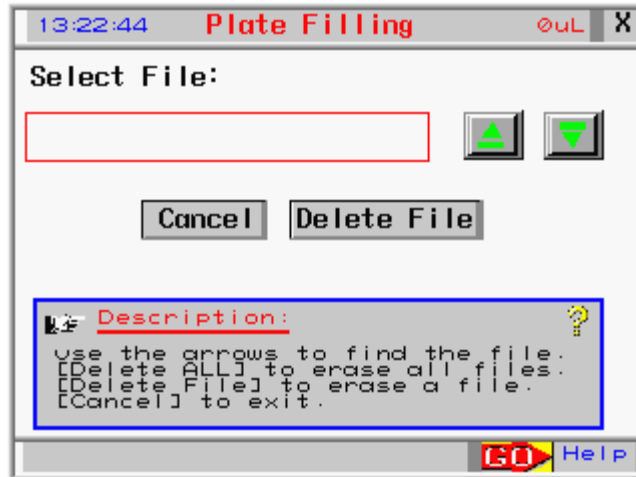 13:22:44 Plate Filling 0uL X
Select File:
Cancel Delete File
Description: ?
use the arrows to find the file.
[Delete ALL] to erase all files.
[Delete File] to erase a file.
[Cancel] to exit.
GO Help